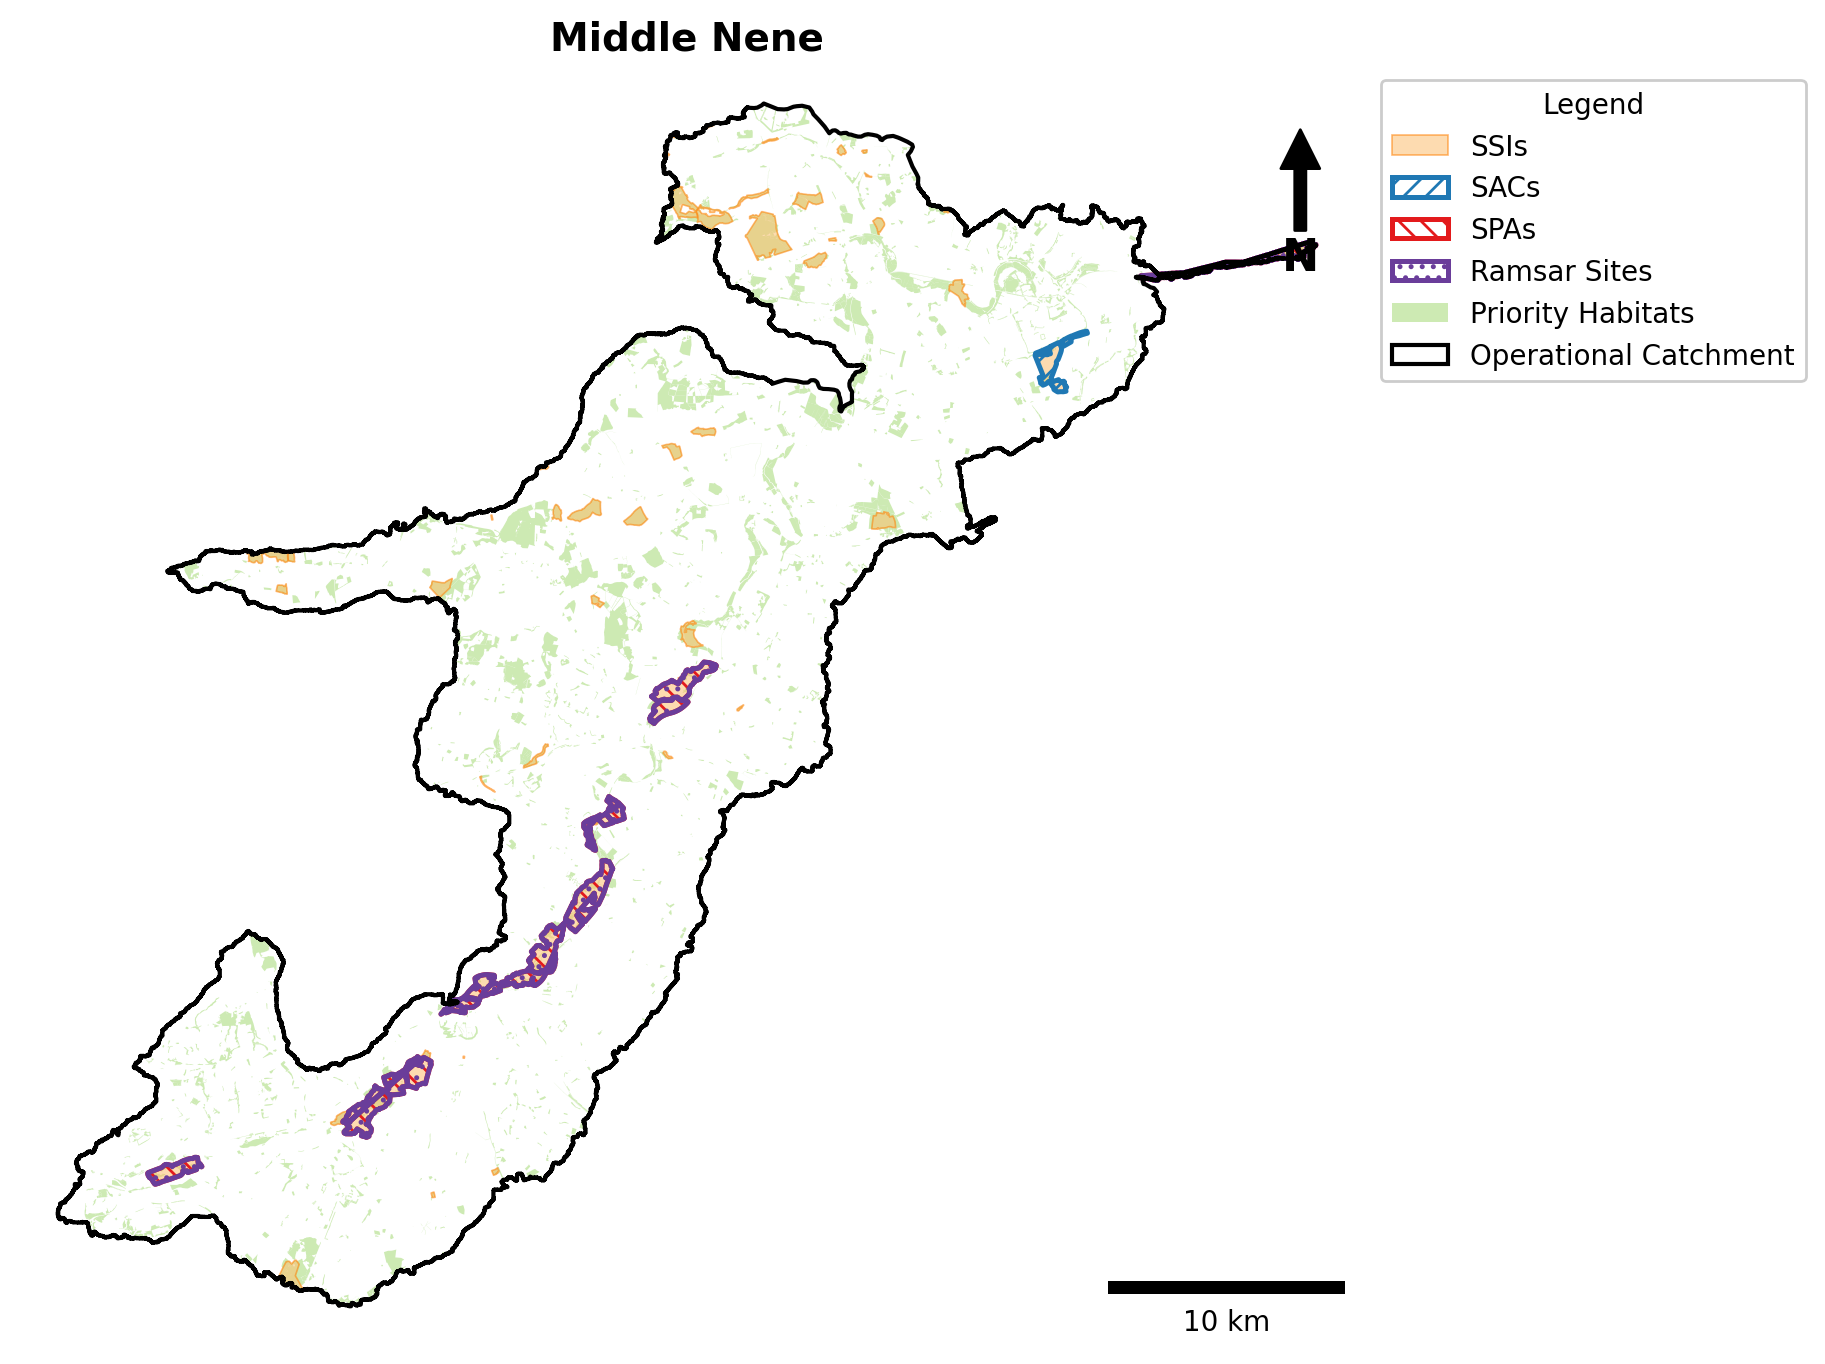 Middle Nene
Legend
SSIs
SACs
SPAs
Ramsar Sites
Priority Habitats
Operational Catchment
N
10 km